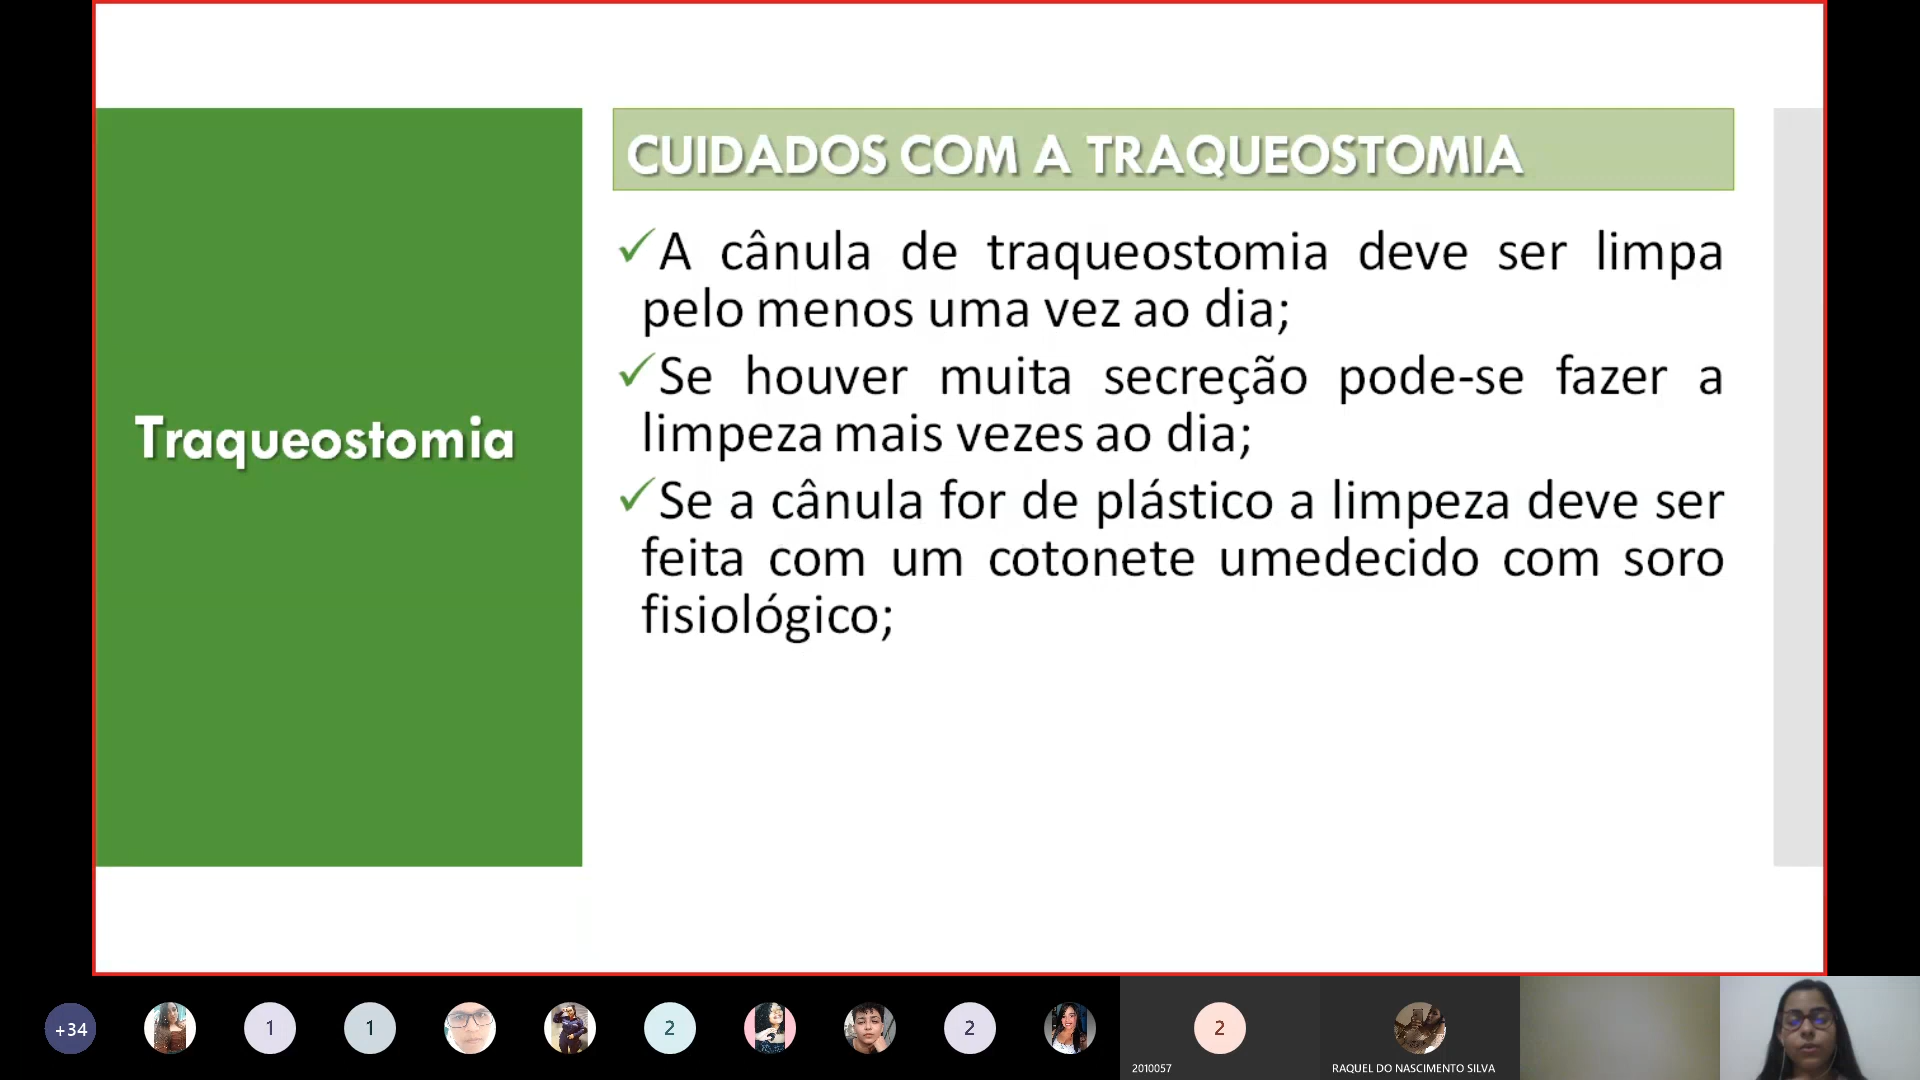 CUIDADOS COM A TRAQUEOSTOMIA
Traqueostomia
✓A cânula de traqueostomia deve ser limpa
pelo menos uma vez ao dia;
✓Se houver muita secreção pode-se fazer a
limpeza mais vezes ao dia;
✓Se a cânula for de plástico a limpeza deve ser
feita com um cotonete umedecido com soro
fisiológico;
+34
1
1
2
2
2
2010057
RAQUEL DO NASCIMENTO SILVA